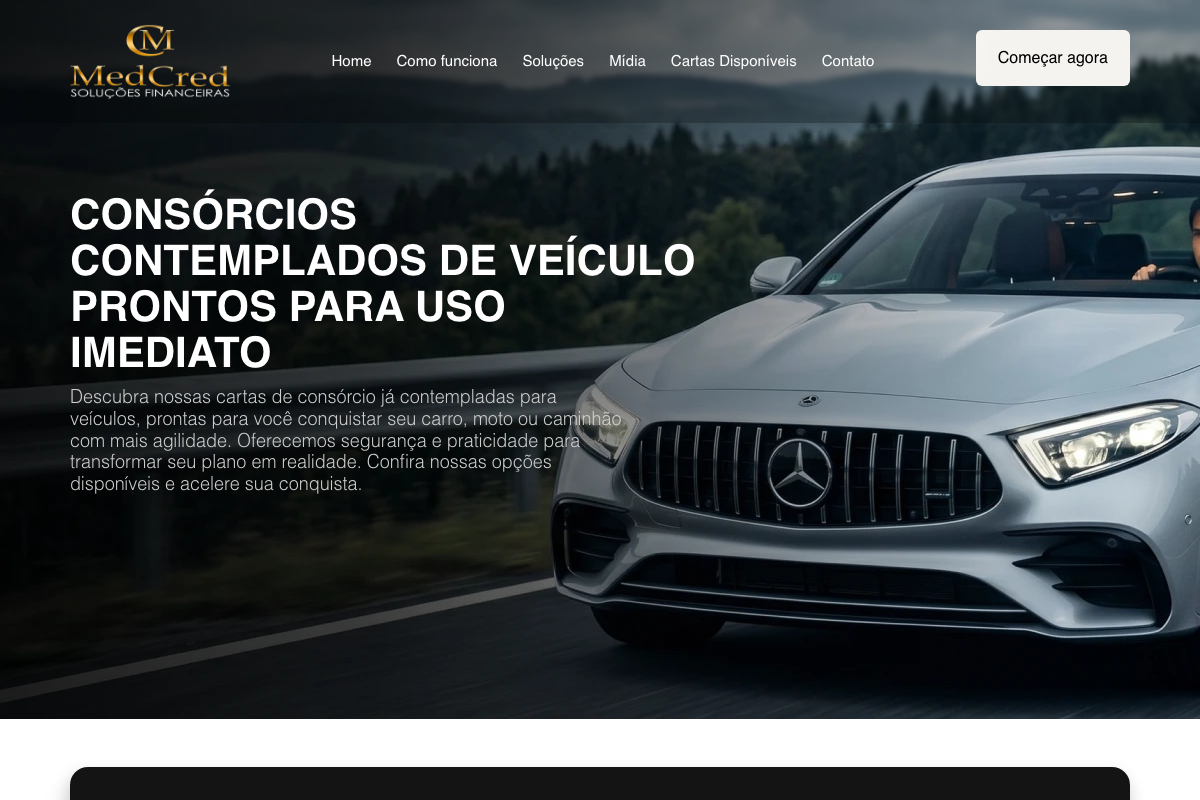 CM
MedCred
SOLUÇÕES FINANCEIRAS
Home Como funciona Soluções Mídia Cartas Disponíveis Contato
Começar agora
CONSÓRCIOS
CONTEMPLADOS DE VEÍCULO
PRONTOS PARA USO
IMEDIATO
Descubra nossas cartas de consórcio já contempladas para
veículos, prontas para você conquistar seu carro, moto ou caminhão
com mais agilidade. Oferecemos segurança e praticidade para
transformar seu plano em realidade. Confira nossas opções
disponíveis e acelere sua conquista.